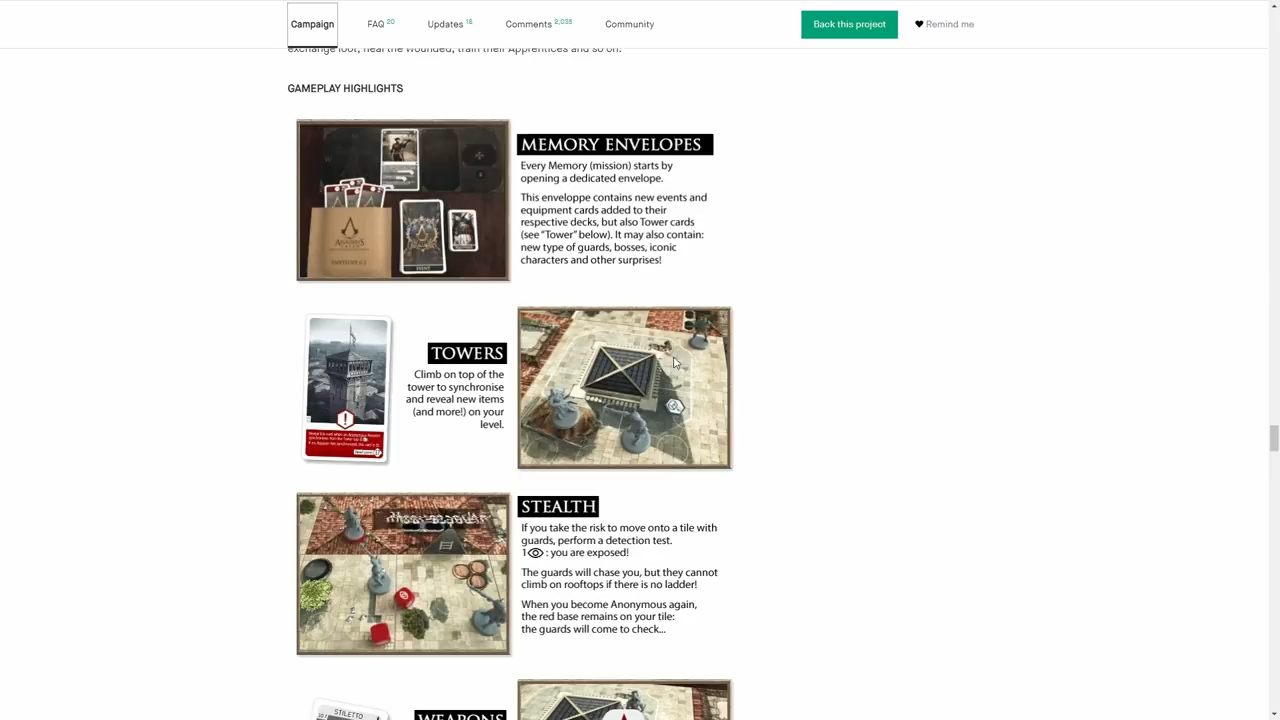 Campaign
FAQ 20
Updates 18
Comments 2,035
Community
Back this project
Remind me
exchange loot, heal the wounded, train their Apprentices and so on.
GAMEPLAY HIGHLIGHTS
MEMORY ENVELOPES
Every Memory (mission) starts by
opening a dedicated envelope.
This enveloppe contains new events and
equipment cards added to their
respective decks, but also Tower cards
(see “Tower” below). It may also contain:
new type of guards, bosses, iconic
characters and other surprises!
EVENT
TOWERS
Climb on top of the
tower to synchronise
and reveal new items
(and more!) on your
level.
STEALTH
If you take the risk to move onto a tile with
guards, perform a detection test.
1 : you are exposed!
The guards will chase you, but they cannot
climb on rooftops if there is no ladder!
When you become Anonymous again,
the red base remains on your tile:
the guards will come to check...
STILETTO
WEAPONS